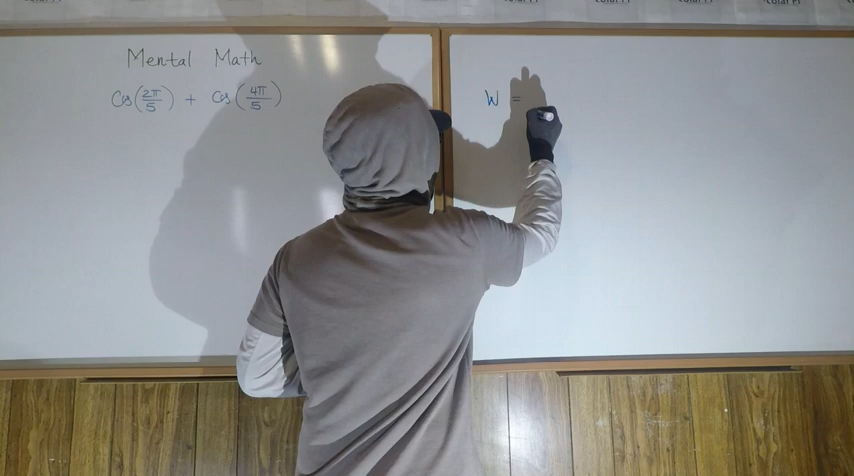 Mental Math
Cos(2π/5) + Cos(4π/5)
W =